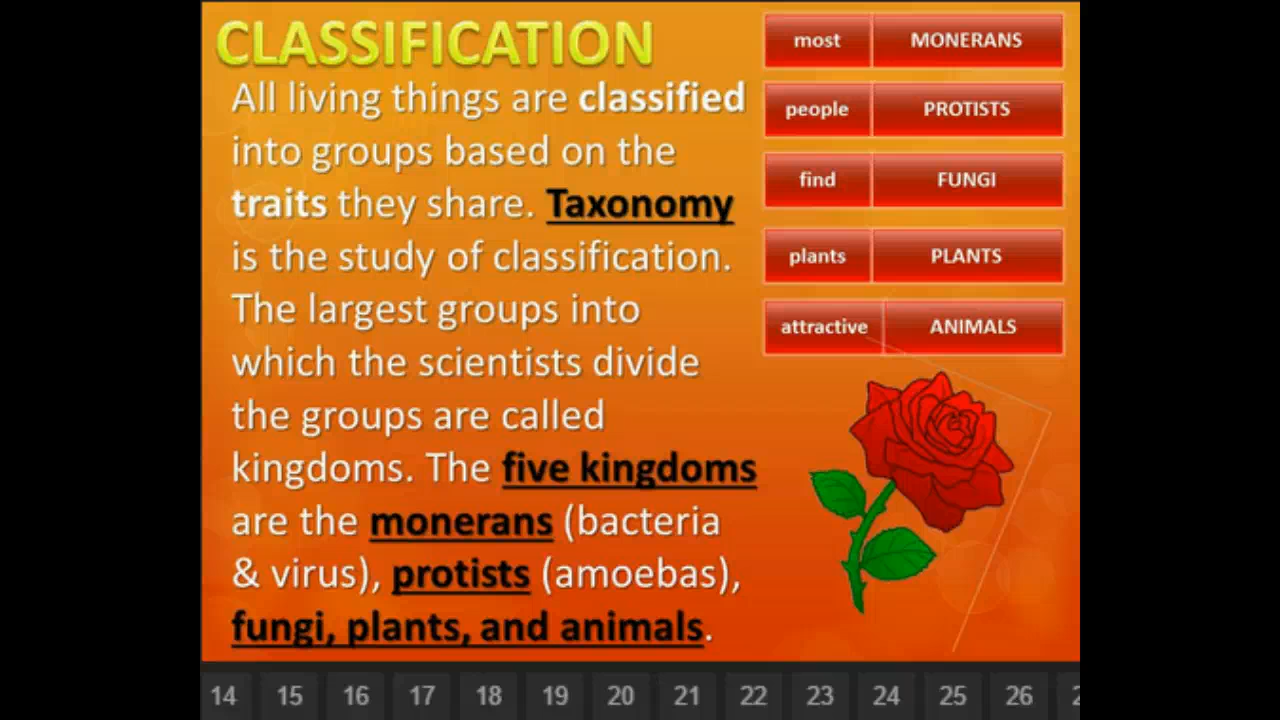 CLASSIFICATION
All living things are classified
into groups based on the
traits they share. Taxonomy
is the study of classification.
The largest groups into
which the scientists divide
the groups are called
kingdoms. The five kingdoms
are the monerans (bacteria
& virus), protists (amoebas),
fungi, plants, and animals.
most MONERANS
people PROTISTS
find FUNGI
plants PLANTS
attractive ANIMALS
14 15 16 17 18 19 20 21 22 23 24 25 26